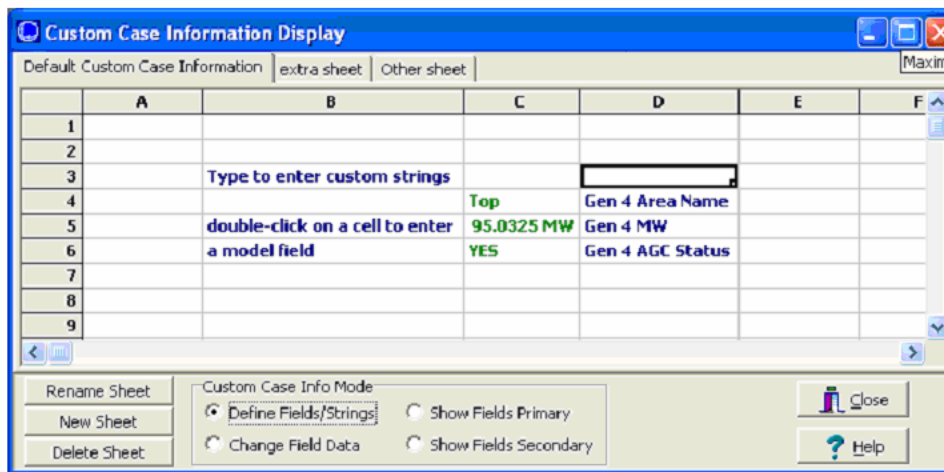 Custom Case Information Display
Default Custom Case Information extra sheet Other sheet
A B C D E F
1
2
3 Type to enter custom strings
4 Top Gen 4 Area Name
5 double-click on a cell to enter 95.0325 MW Gen 4 MW
6 a model field YES Gen 4 AGC Status
7
8
9
Rename Sheet
New Sheet
Delete Sheet
Custom Case Info Mode
Define Fields/Strings Show Fields Primary
Change Field Data Show Fields Secondary
Close
Help